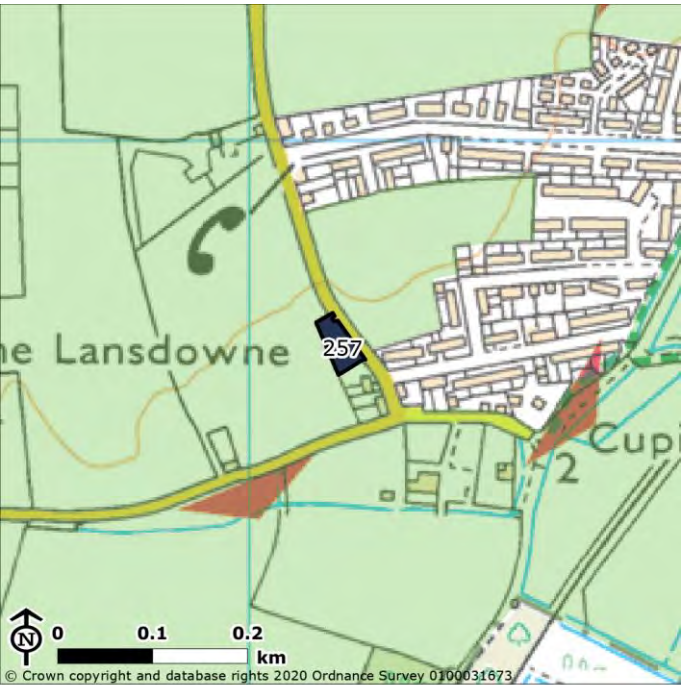 257
ne Lansdowne
Cupi
2
N
0 0.1 0.2
km
© Crown copyright and database rights 2020 Ordnance Survey 0100031673